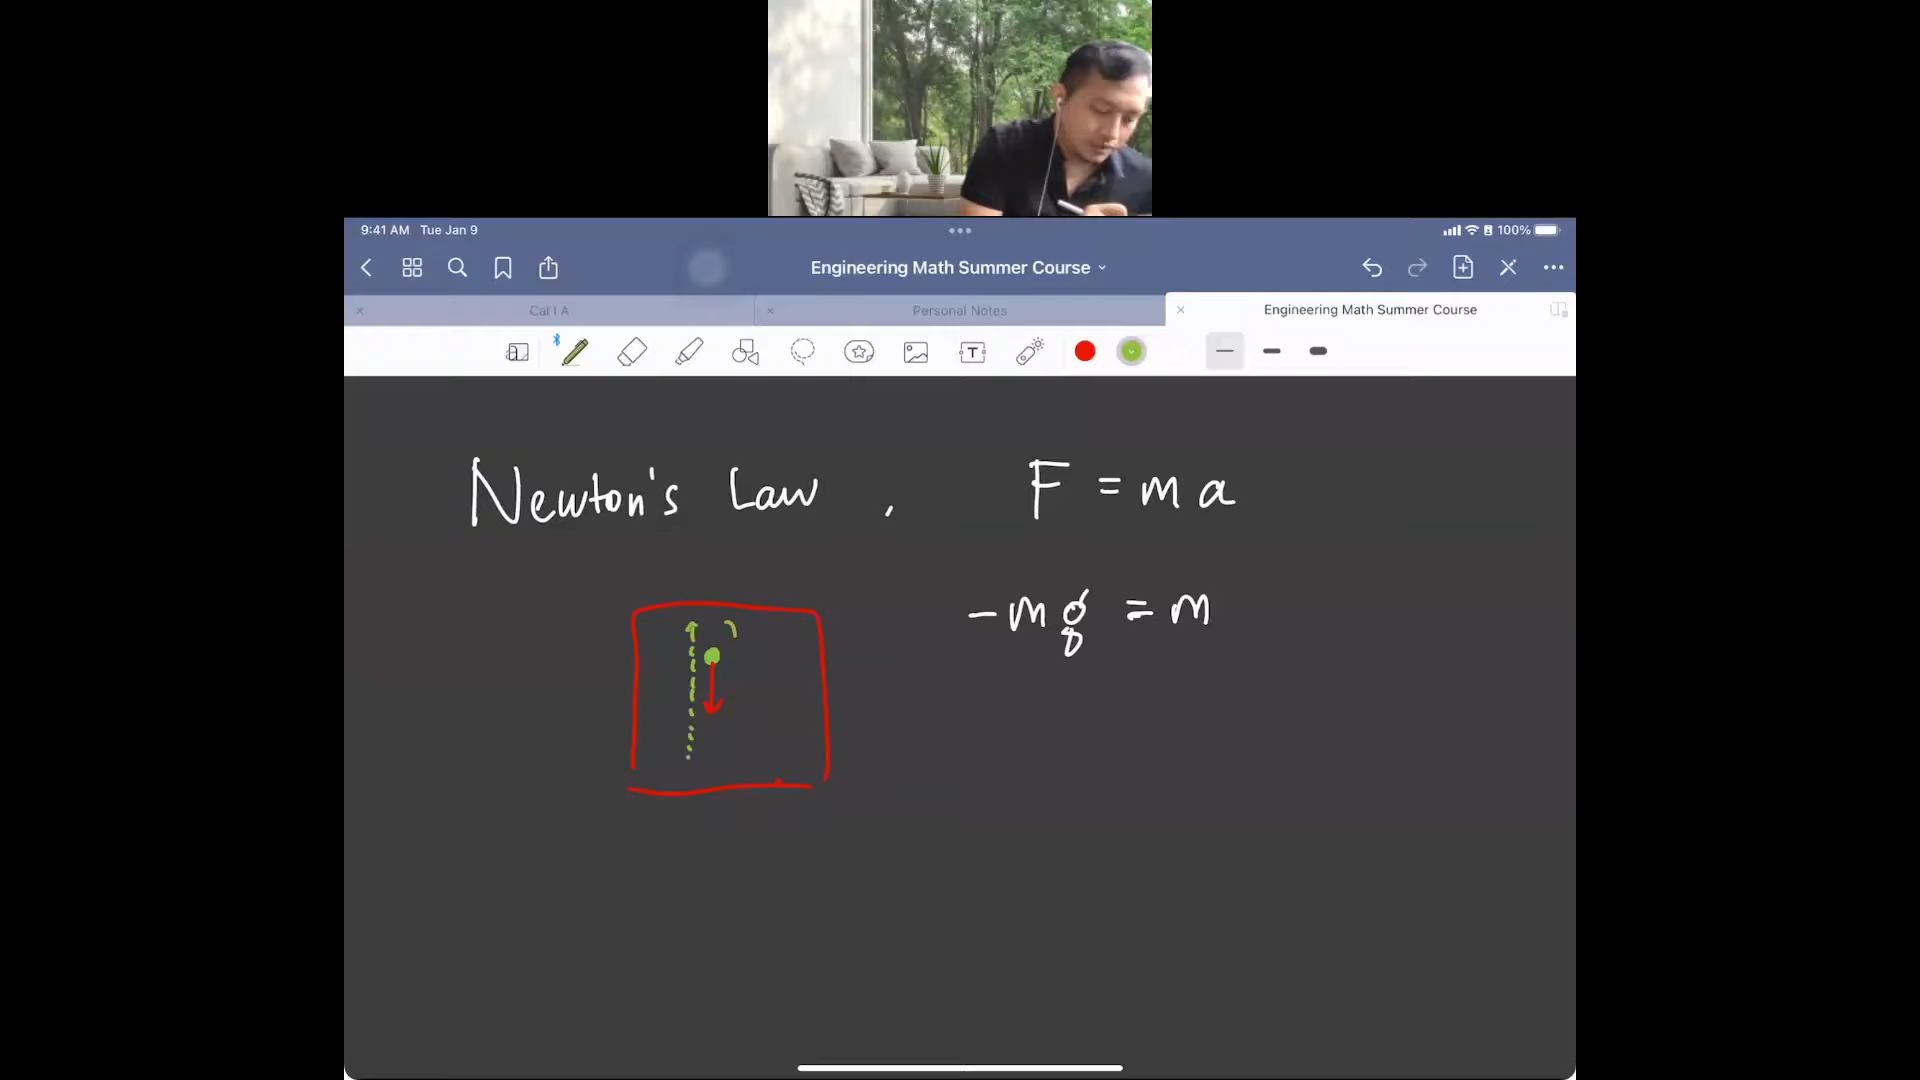 9:41 AM Tue Jan 9 100%
Engineering Math Summer Course
Cal I A Personal Notes Engineering Math Summer Course
T
Newton's Law , F = ma
-mg = m